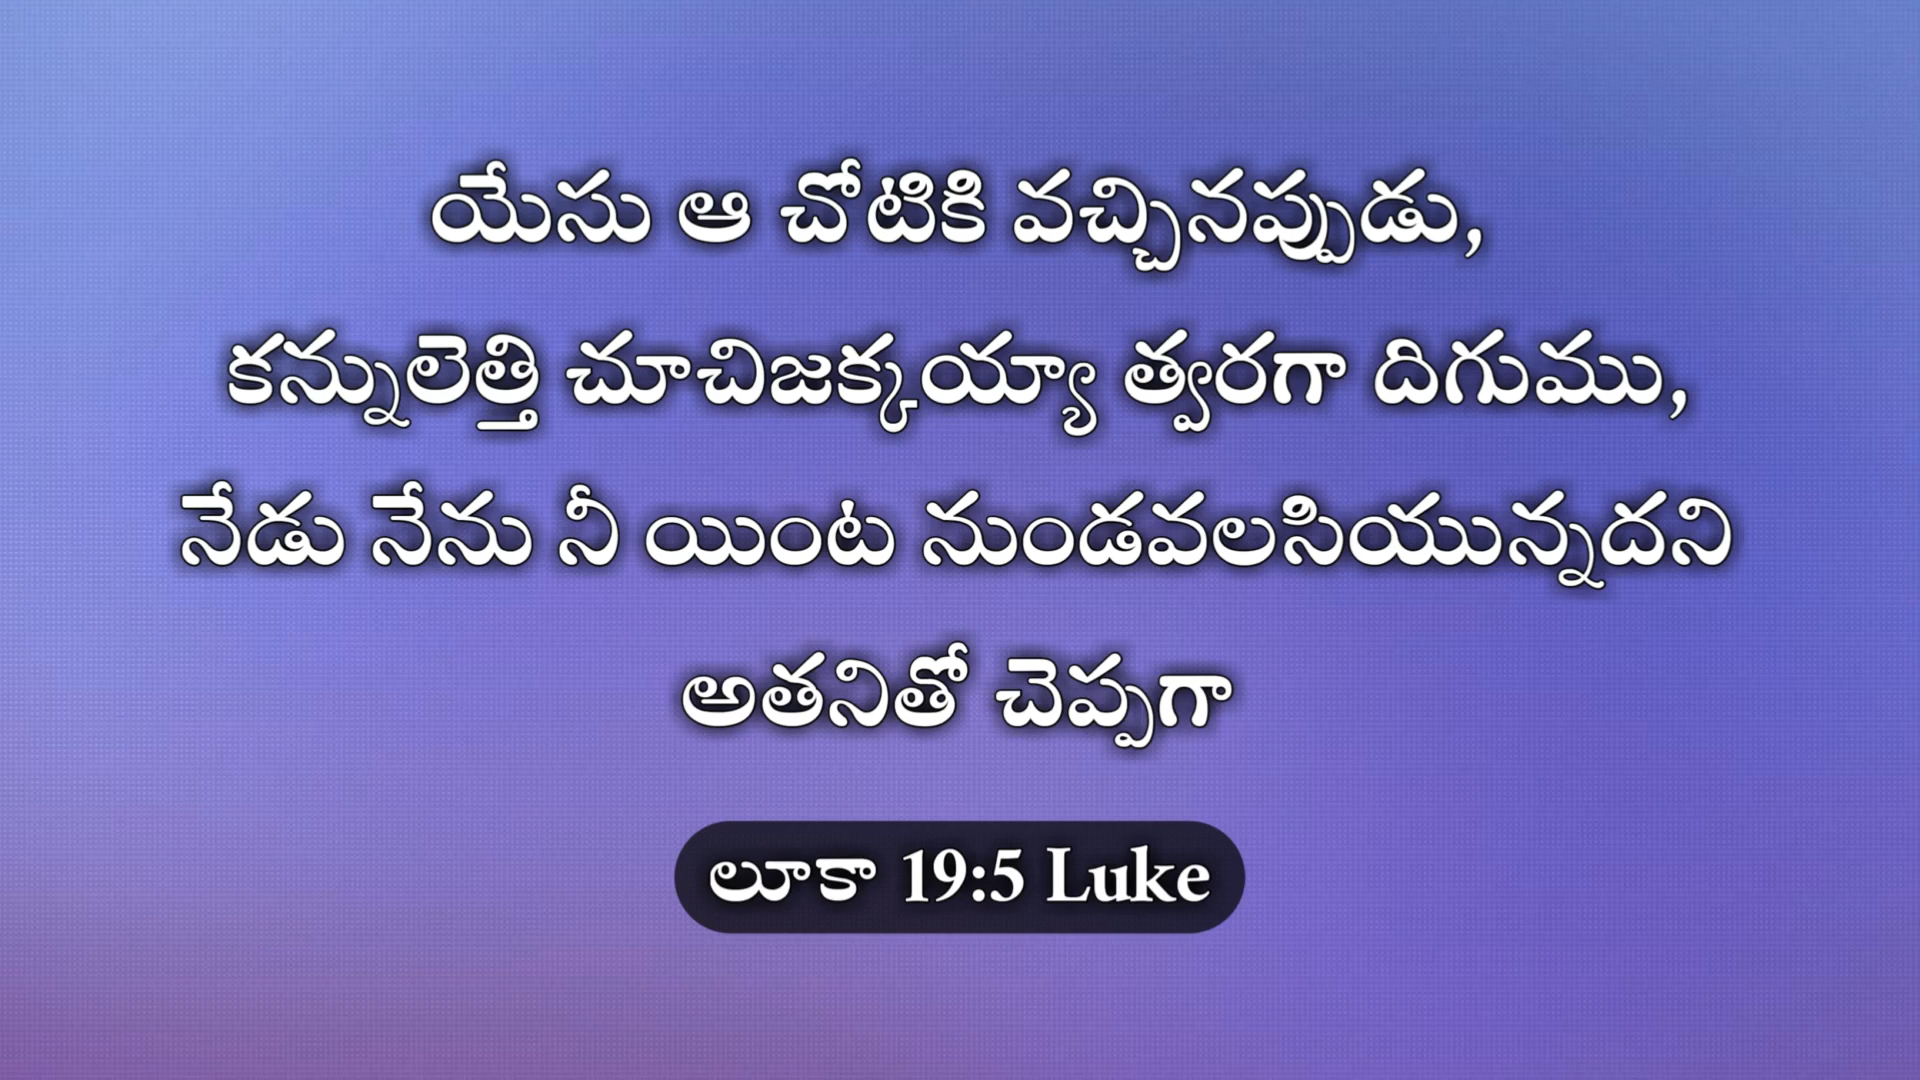 యేసు ఆ చోటికి వచ్చినప్పుడు,
కన్నులెత్తి చూచిజక్కయ్యా త్వరగా దిగుము,
నేడు నేను నీ యింట నుండవలసియున్నదని
అతనితో చెప్పగా
లూకా 19:5 Luke